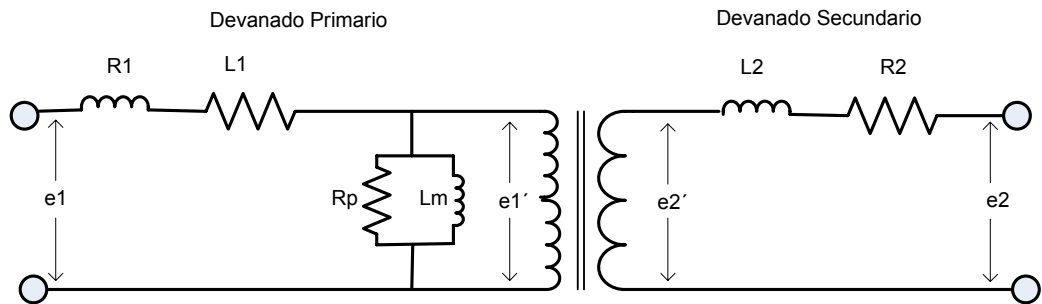 Devanado Primario
Devanado Secundario
R1
L1
L2
R2
e1
Rp
Lm
e1´
e2´
e2